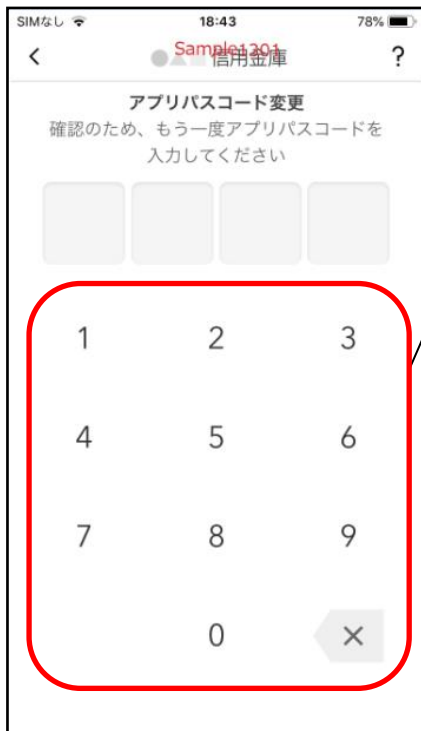 SIMなし 18:43 78%
< Sample1201 信用金庫 ?
アプリパスコード変更
確認のため、もう一度アプリパスコードを
入力してください
1 2 3
4 5 6
7 8 9
0 ×